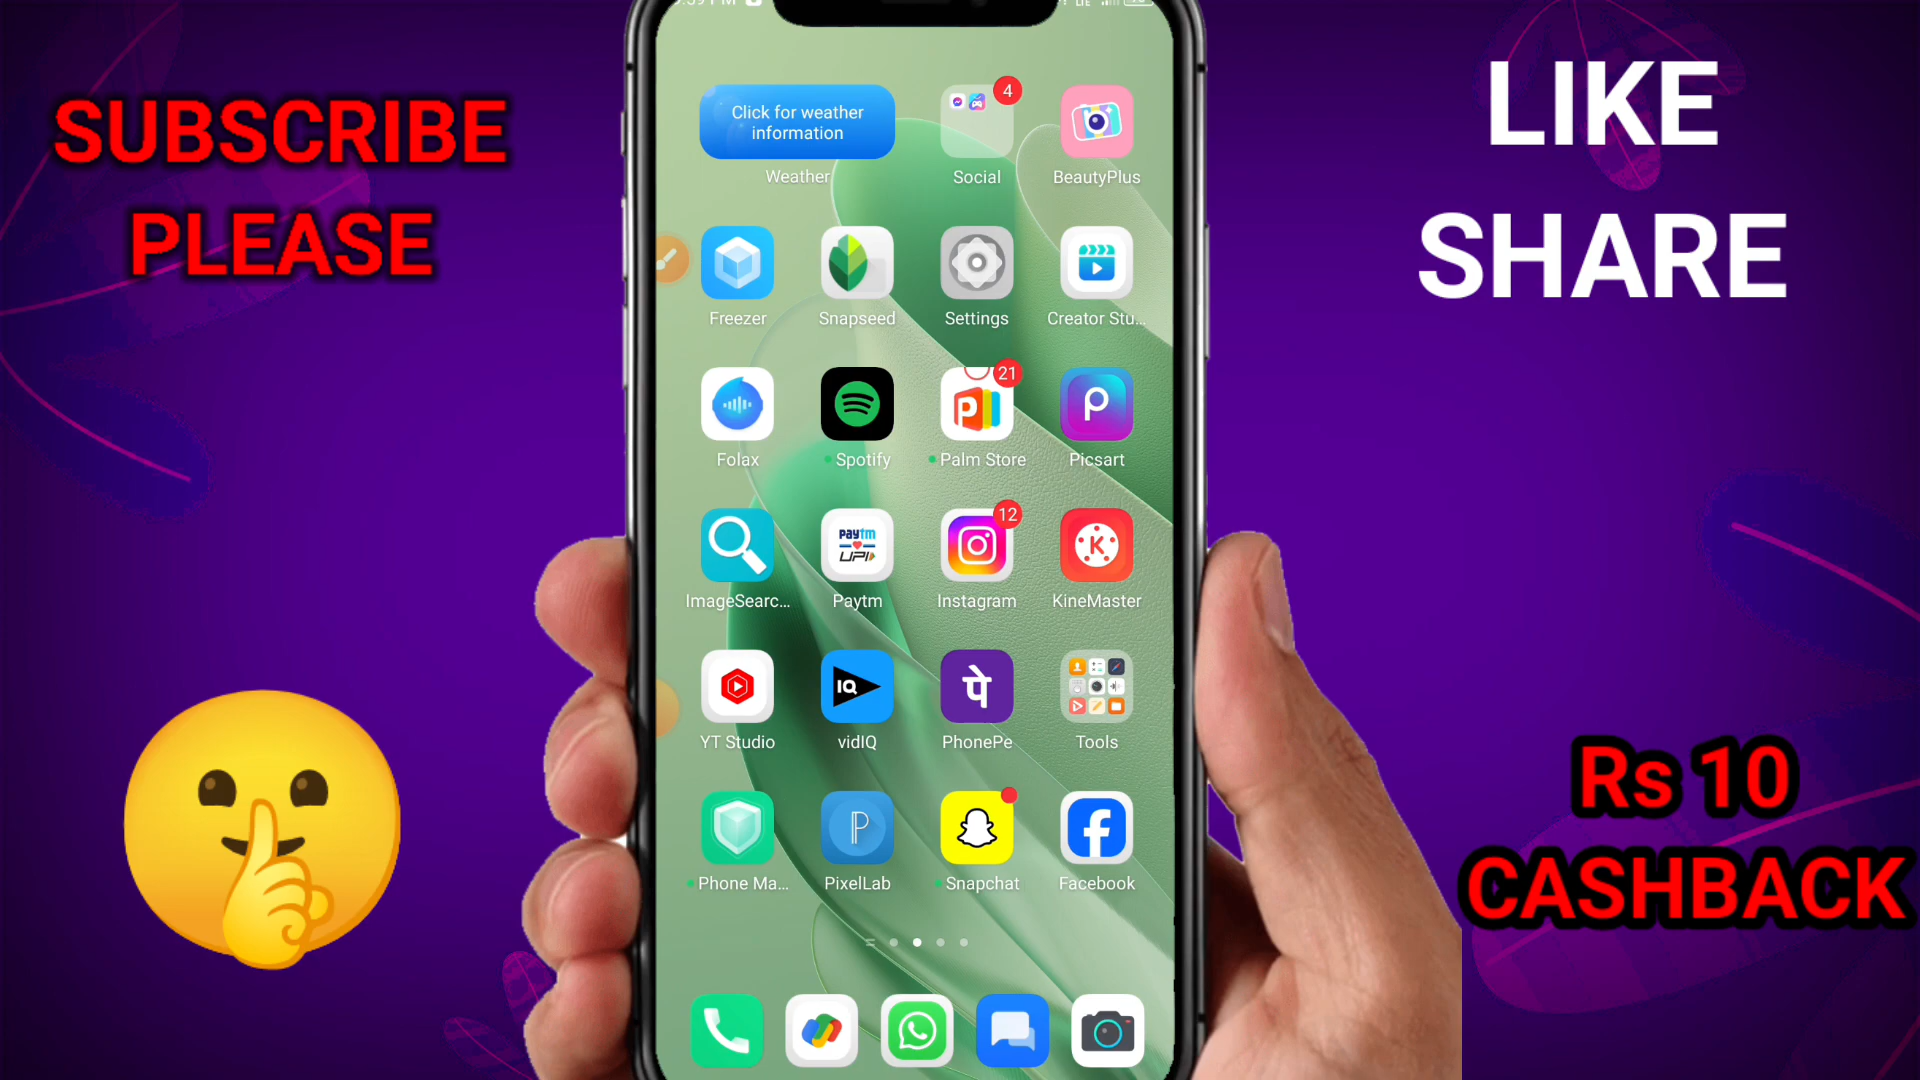 SUBSCRIBE
PLEASE
LIKE
SHARE
Click for weather
information
4
Weather
Social
BeautyPlus
Freezer
Snapseed
Settings
Creator Stu...
21
Folax
Spotify
Palm Store
Picsart
paytm
UPI
12
ImageSearc...
Paytm
Instagram
KineMaster
IQ
पे
YT Studio
vidIQ
PhonePe
Tools
Phone Ma...
PixelLab
Snapchat
Facebook
Rs 10
CASHBACK